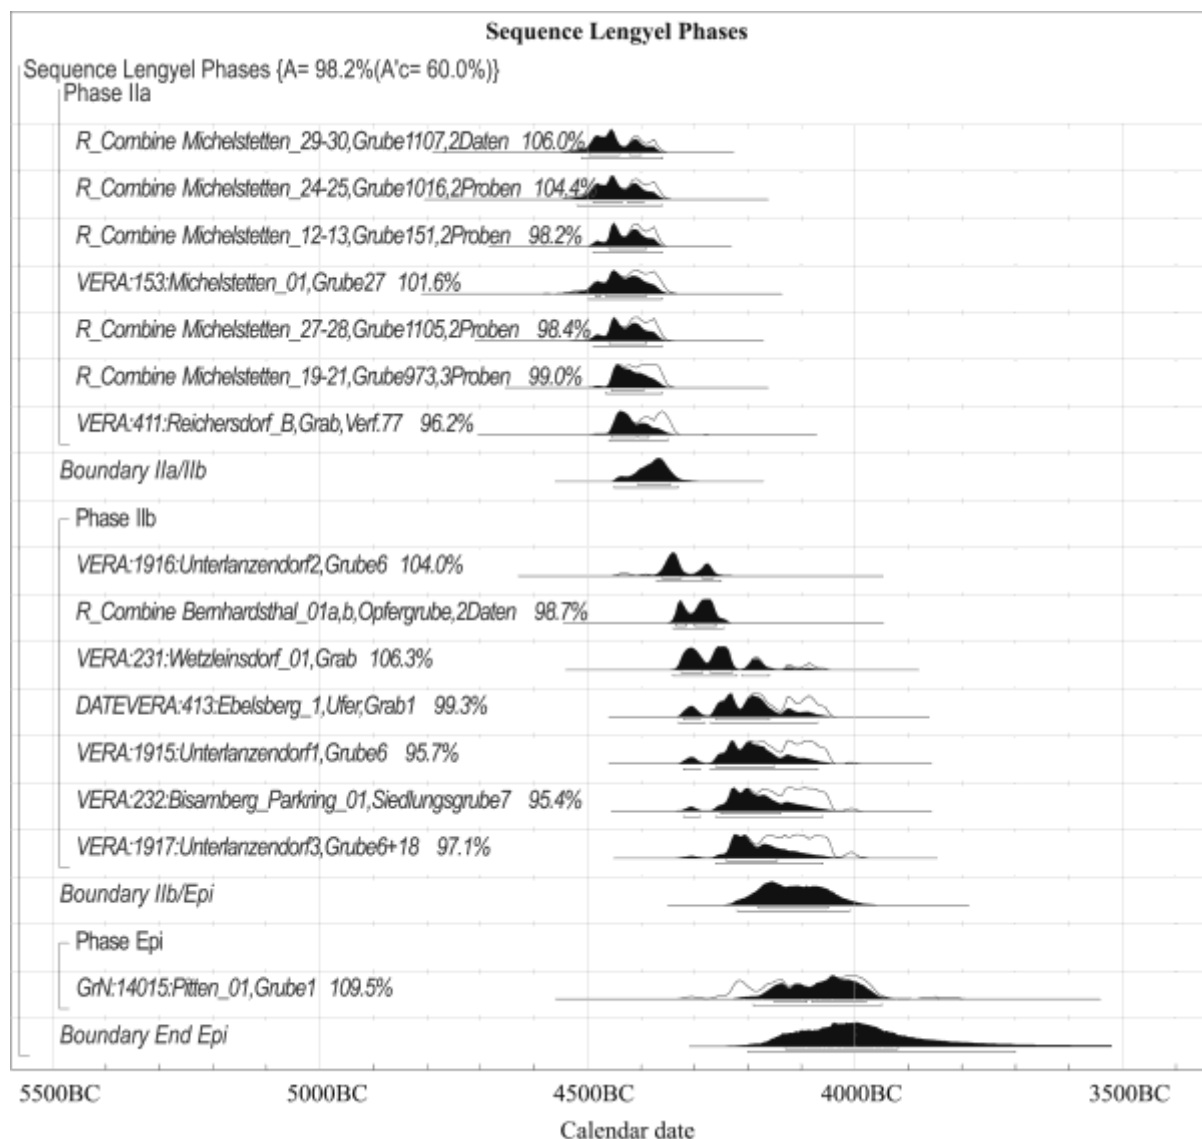 Sequence Lengyel Phases
Sequence Lengyel Phases {A= 98.2%(A'c= 60.0%)}
Phase IIa
R_Combine Michelstetten_29-30,Grube1107,2Daten 106.0%
R_Combine Michelstetten_24-25,Grube1016,2Proben 104.4%
R_Combine Michelstetten_12-13,Grube151,2Proben 98.2%
VERA:153:Michelstetten_01,Grube27 101.6%
R_Combine Michelstetten_27-28,Grube1105,2Proben 98.4%
R_Combine Michelstetten_19-21,Grube973,3Proben 99.0%
VERA:411:Reichersdorf_B,Grab,Verf.77 96.2%
Boundary IIa/IIb
Phase IIb
VERA:1916:Unterlanzendorf2,Grube6 104.0%
R_Combine Bernhardsthal_01a,b,Opfergrube,2Daten 98.7%
VERA:231:Wetzleinsdorf_01,Grab 106.3%
DATEVERA:413:Ebelsberg_1,Ufer,Grab1 99.3%
VERA:1915:Unterlanzendorf1,Grube6 95.7%
VERA:232:Bisamberg_Parkring_01,Siedlungsgrube7 95.4%
VERA:1917:Unterlanzendorf3,Grube6+18 97.1%
Boundary IIb/Epi
Phase Epi
GrN:14015:Pitten_01,Grube1 109.5%
Boundary End Epi
5500BC 5000BC 4500BC 4000BC 3500BC
Calendar date